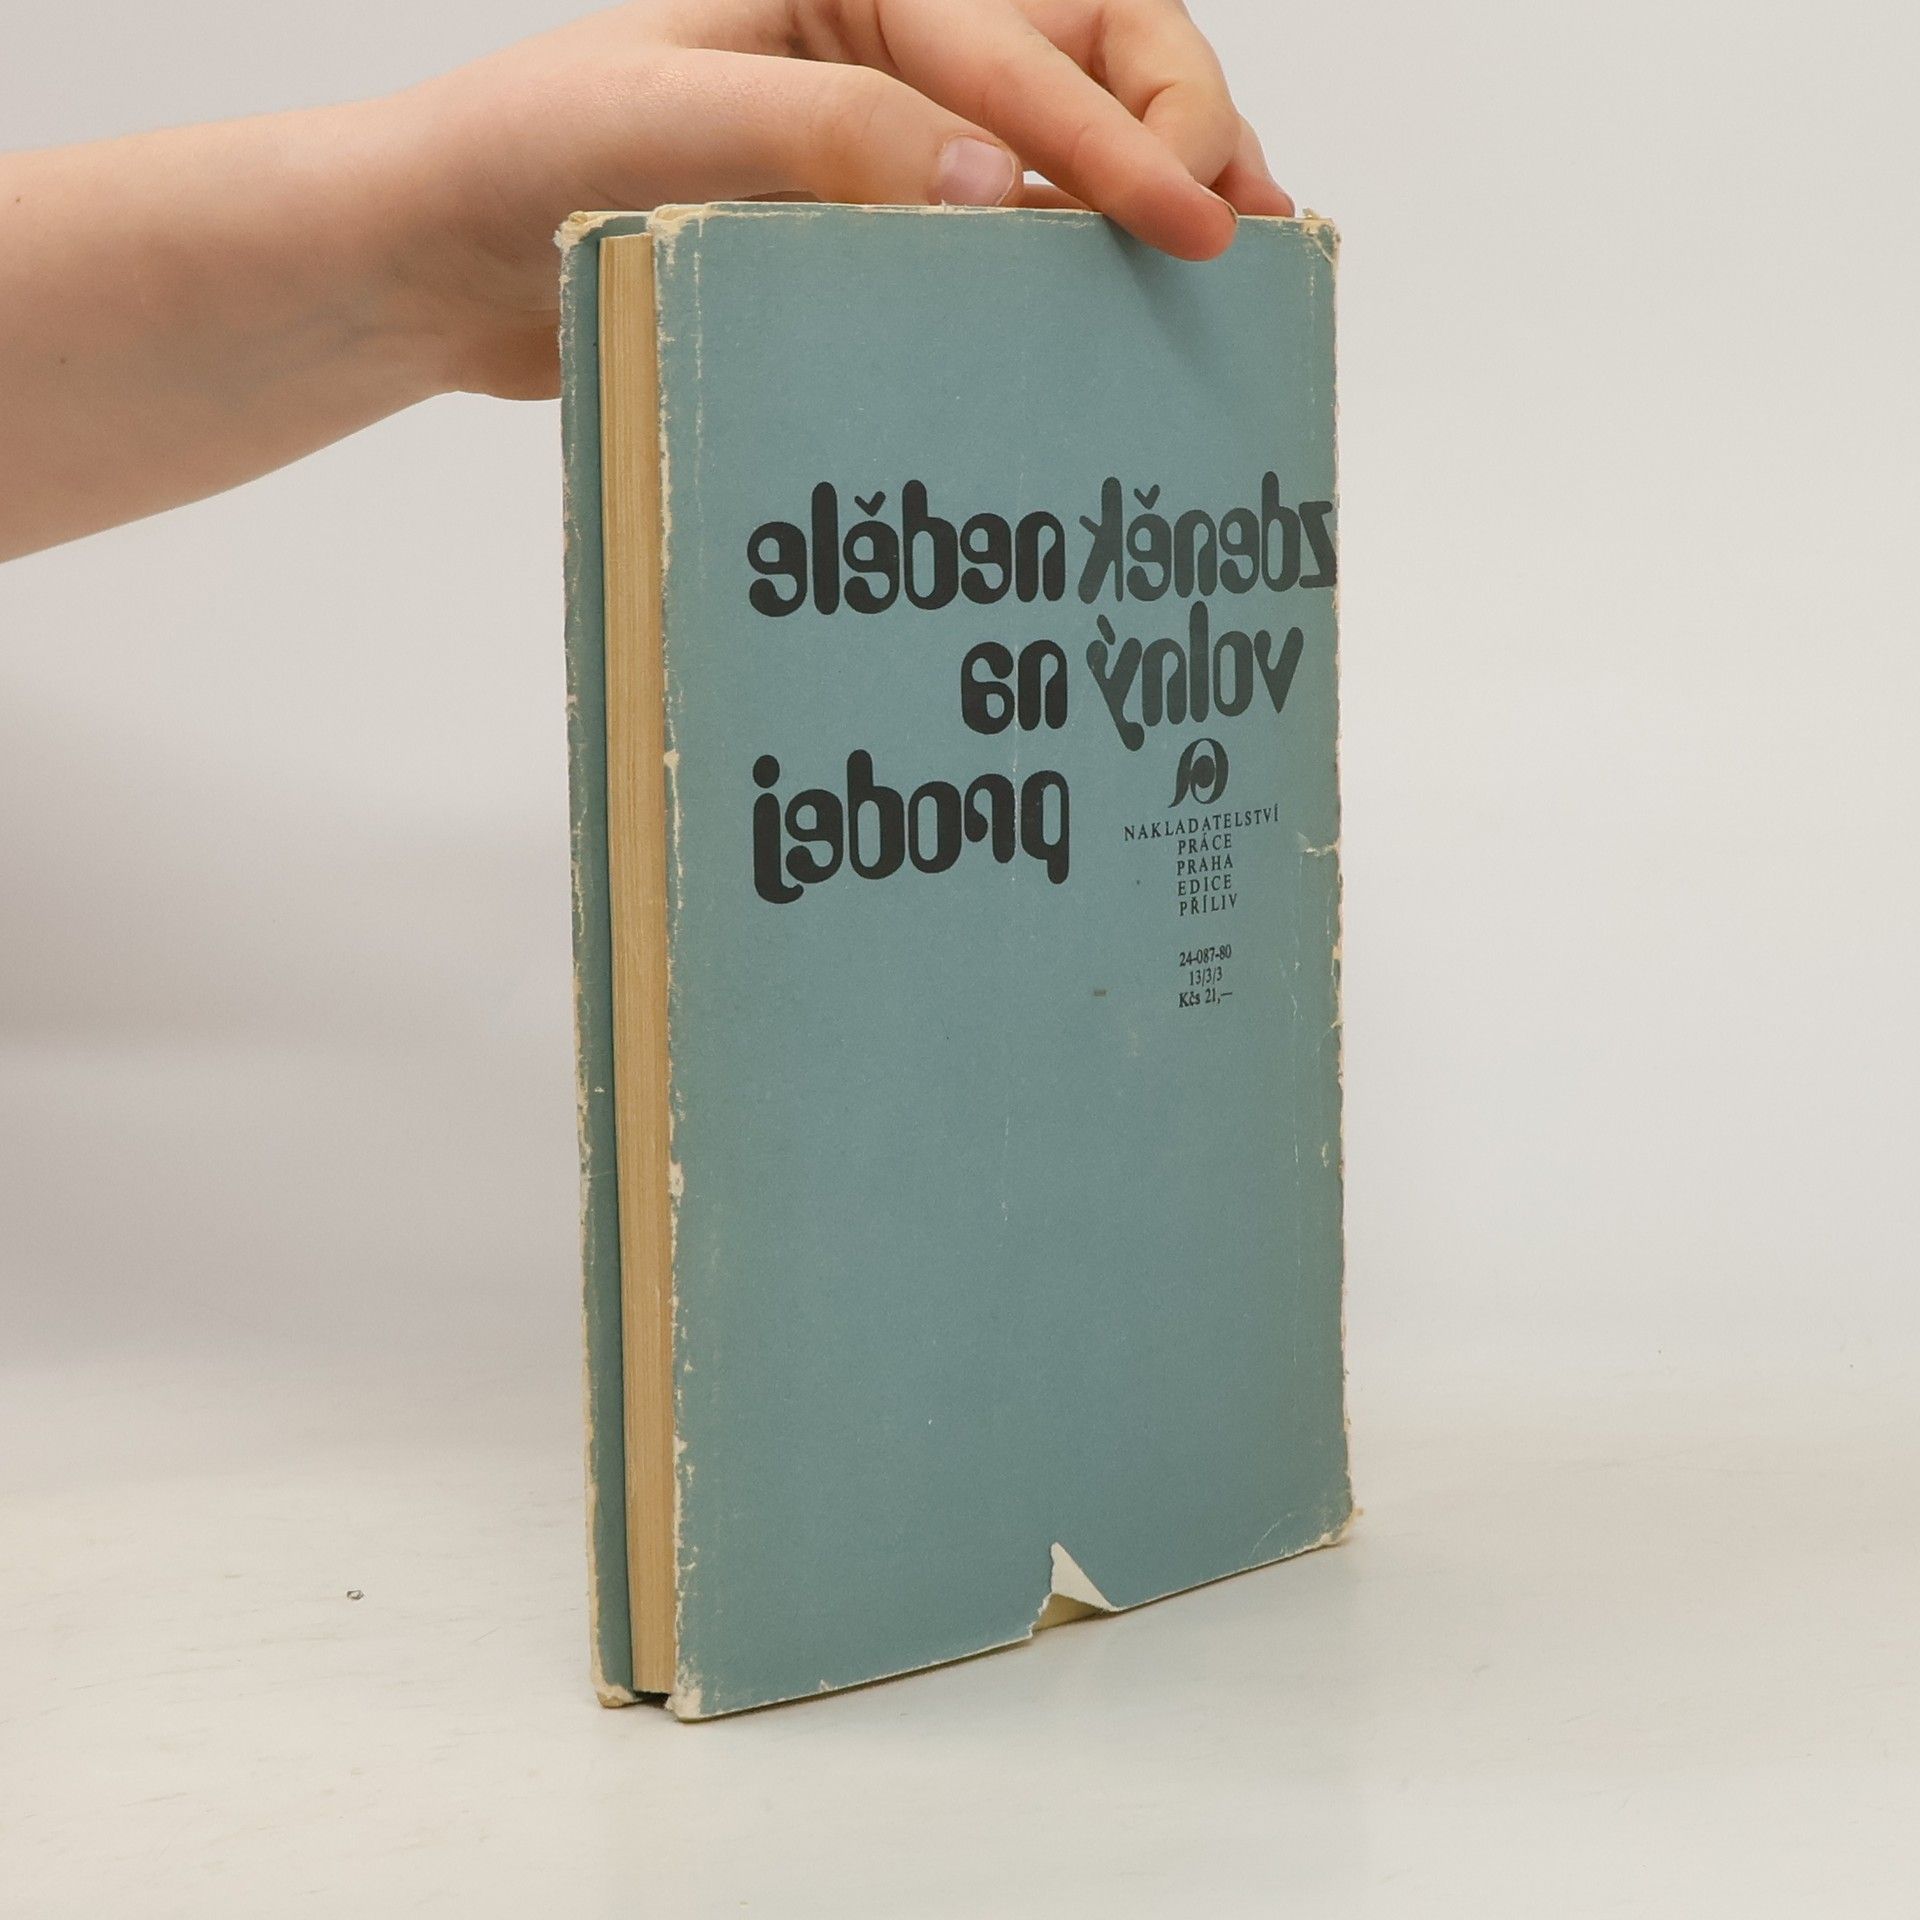 zdeněk neděle
volný na
prodej
NAKLADATELSTVÍ
PRÁCE
PRAHA
EDICE
PŘÍLIV
24-087-80
13/3/3
Kčs 21,—